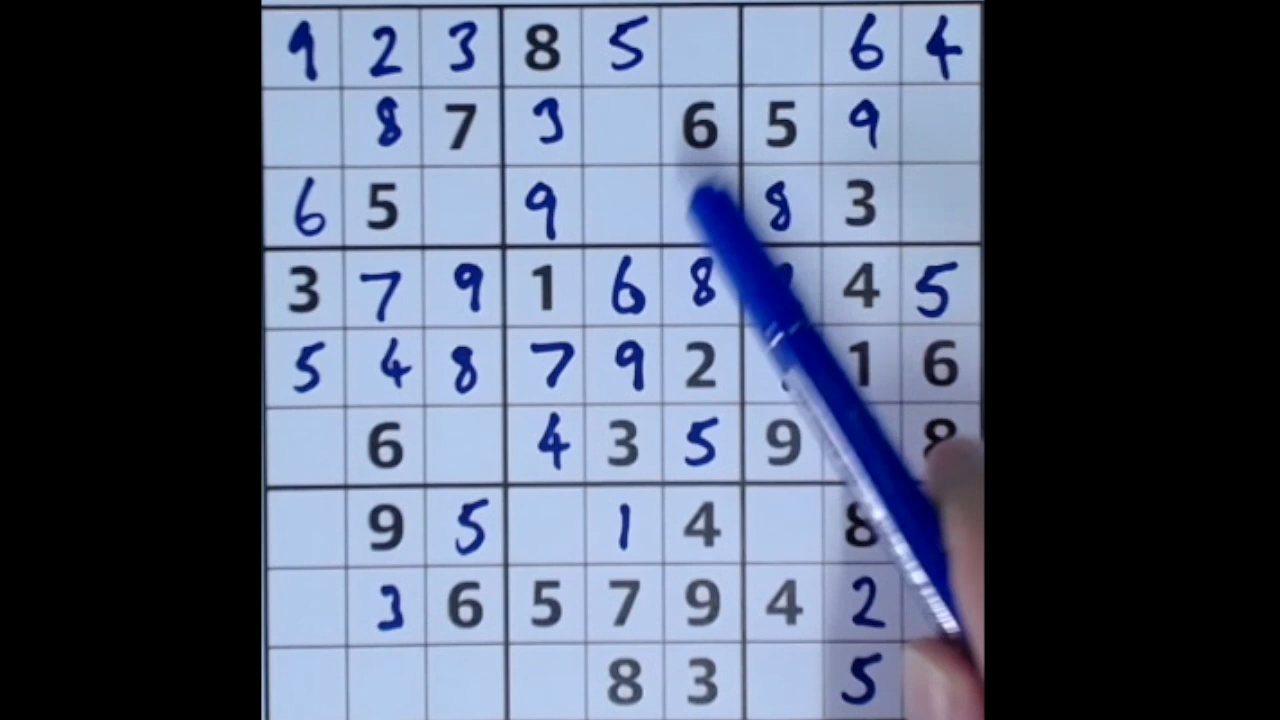 9 2 3 8 5 6 4
8 7 3 6 5 9
6 5 9 8 3
3 7 9 1 6 8 4 5
5 4 8 7 9 2 1 6
6 4 3 5 9 8
9 5 1 4 8
3 6 5 7 9 4 2
8 3 5